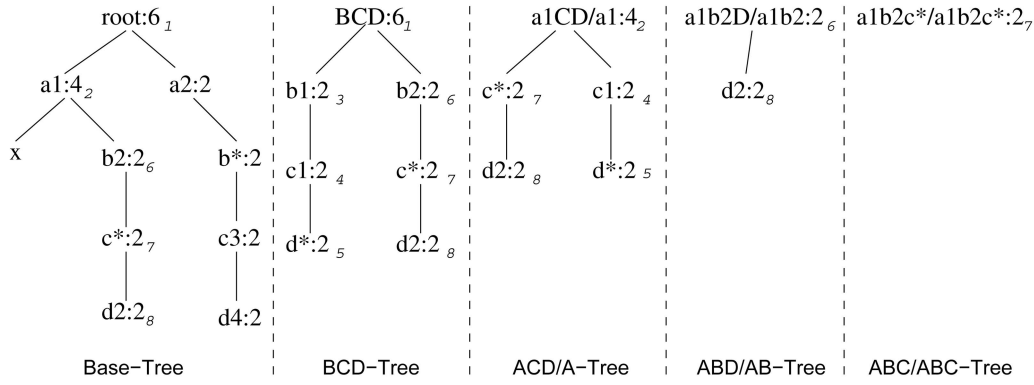 root:6 1 BCD:6 1 a1CD/a1:4 2 a1b2D/a1b2:2 6 a1b2c*/a1b2c*:2 7
a1:4 2 a2:2 b1:2 3 b2:2 6 c*:2 7 c1:2 4 d2:2 8
x b2:2 6 b*:2 c1:2 4 c*:2 7 d2:2 8 d*:2 5
c*:2 7 c3:2 d*:2 5 d2:2 8
d2:2 8 d4:2
Base–Tree BCD–Tree ACD/A–Tree ABD/AB–Tree ABC/ABC–Tree